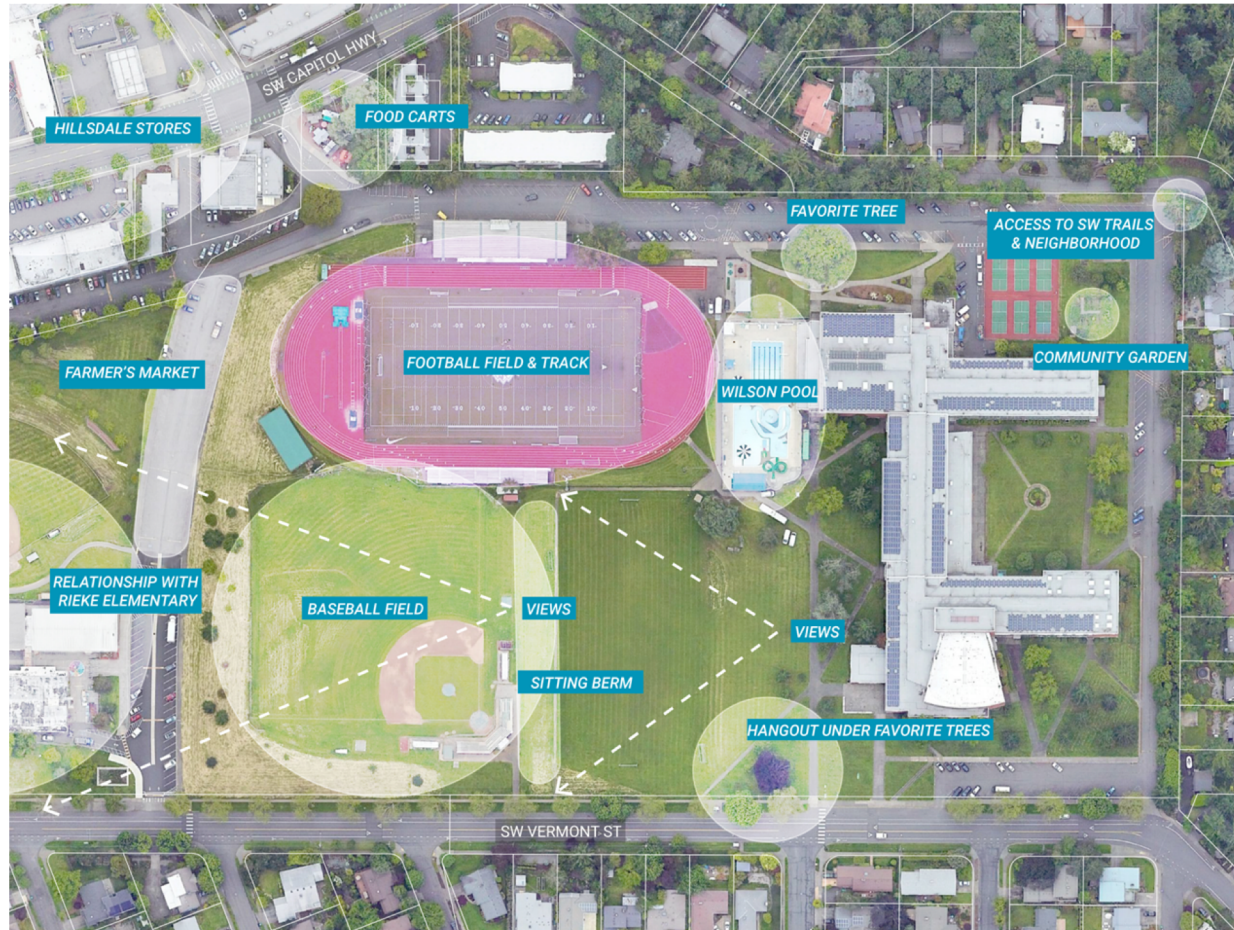 SW CAPITOL HWY
HILLSDALE STORES
FOOD CARTS
FAVORITE TREE
ACCESS TO SW TRAILS
& NEIGHBORHOOD
FARMER'S MARKET
FOOTBALL FIELD & TRACK
WILSON POOL
COMMUNITY GARDEN
RELATIONSHIP WITH
RIEKE ELEMENTARY
BASEBALL FIELD
VIEWS
VIEWS
SITTING BERM
HANGOUT UNDER FAVORITE TREES
SW VERMONT ST